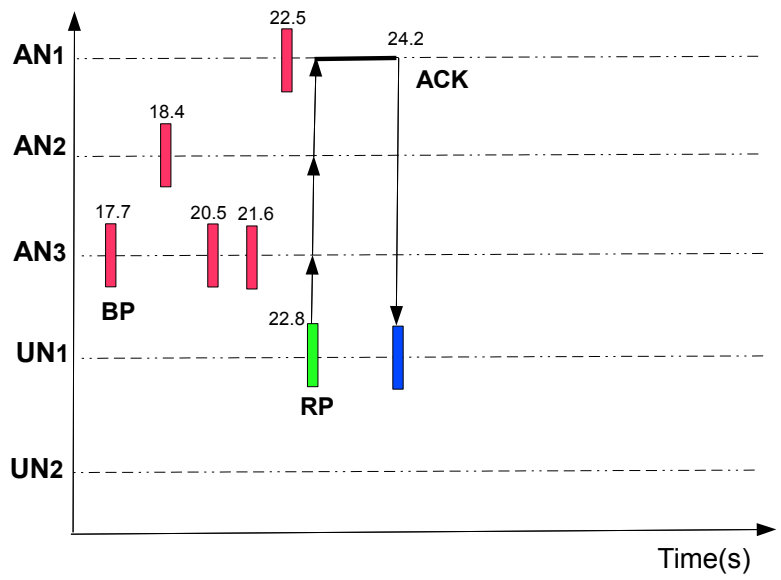 22.5
AN1
24.2
ACK
18.4
AN2
17.7
20.5
21.6
AN3
BP
22.8
UN1
RP
UN2
Time(s)